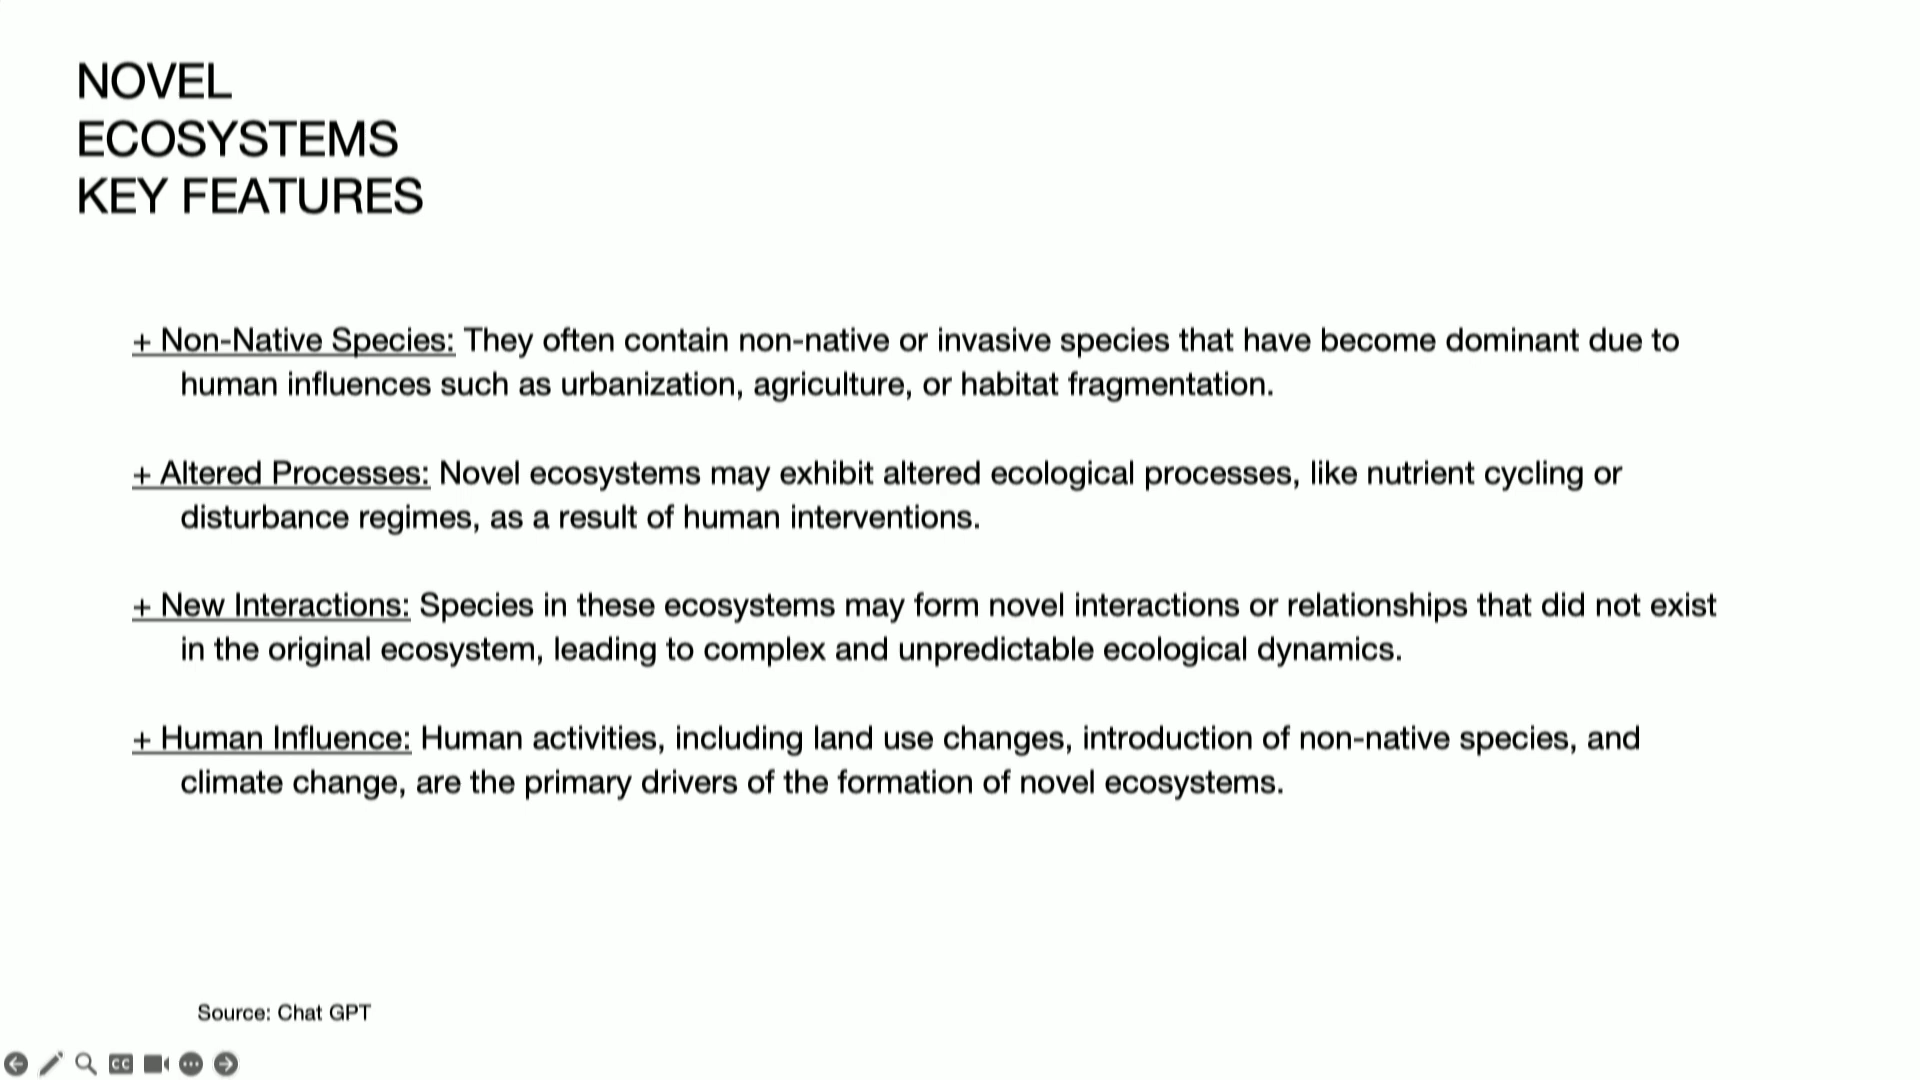 NOVEL
ECOSYSTEMS
KEY FEATURES
+ Non-Native Species: They often contain non-native or invasive species that have become dominant due to
human influences such as urbanization, agriculture, or habitat fragmentation.
+ Altered Processes: Novel ecosystems may exhibit altered ecological processes, like nutrient cycling or
disturbance regimes, as a result of human interventions.
+ New Interactions: Species in these ecosystems may form novel interactions or relationships that did not exist
in the original ecosystem, leading to complex and unpredictable ecological dynamics.
+ Human Influence: Human activities, including land use changes, introduction of non-native species, and
climate change, are the primary drivers of the formation of novel ecosystems.
Source: Chat GPT
CC